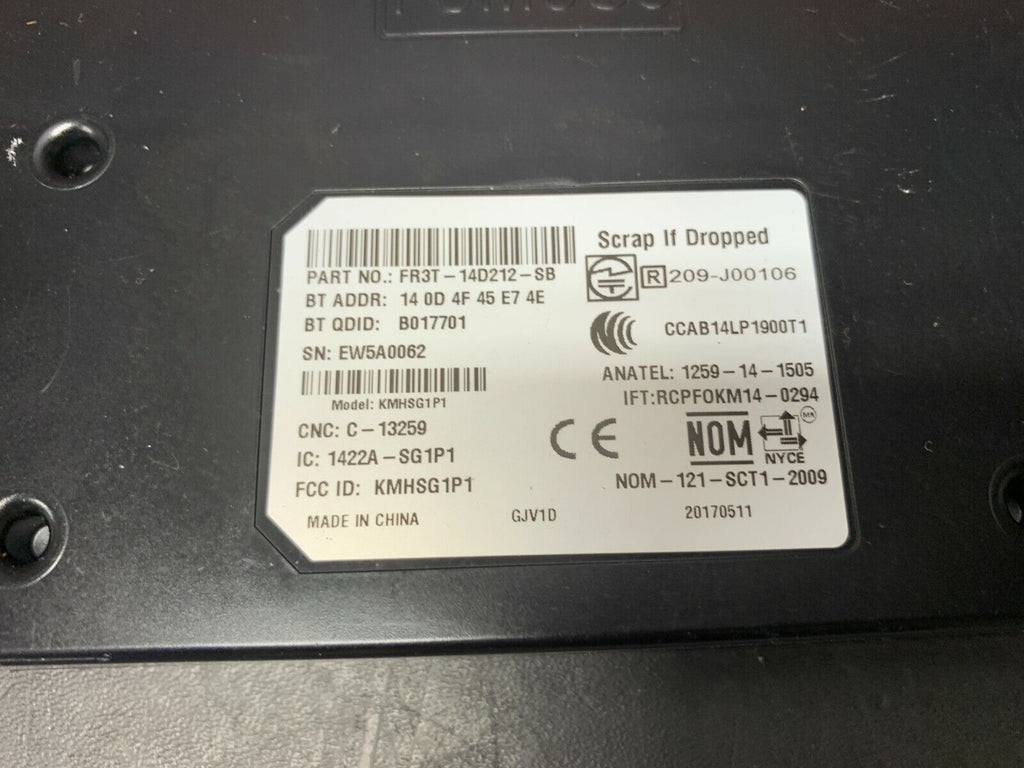 Scrap If Dropped
PART NO.: FR3T-14D212-SB
R 209-J00106
BT ADDR: 14 0D 4F 45 E7 4E
BT QDID: B017701
CCAB14LP1900T1
SN: EW5A0062
ANATEL: 1259-14-1505
Model: KMHSG1P1
IFT:RCPFOKM14-0294
CNC: C-13259
CE
NOM
MR
NYCE
IC: 1422A-SG1P1
NOM-121-SCT1-2009
FCC ID: KMHSG1P1
MADE IN CHINA
GJV1D
20170511